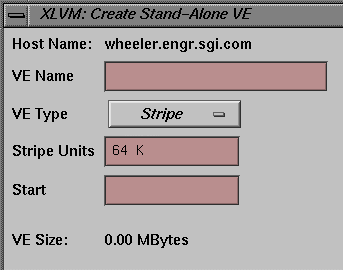 XLVM: Create Stand-Alone VE
Host Name: wheeler.engr.sgi.com
VE Name
VE Type Stripe
Stripe Units 64 K
Start
VE Size: 0.00 MBytes